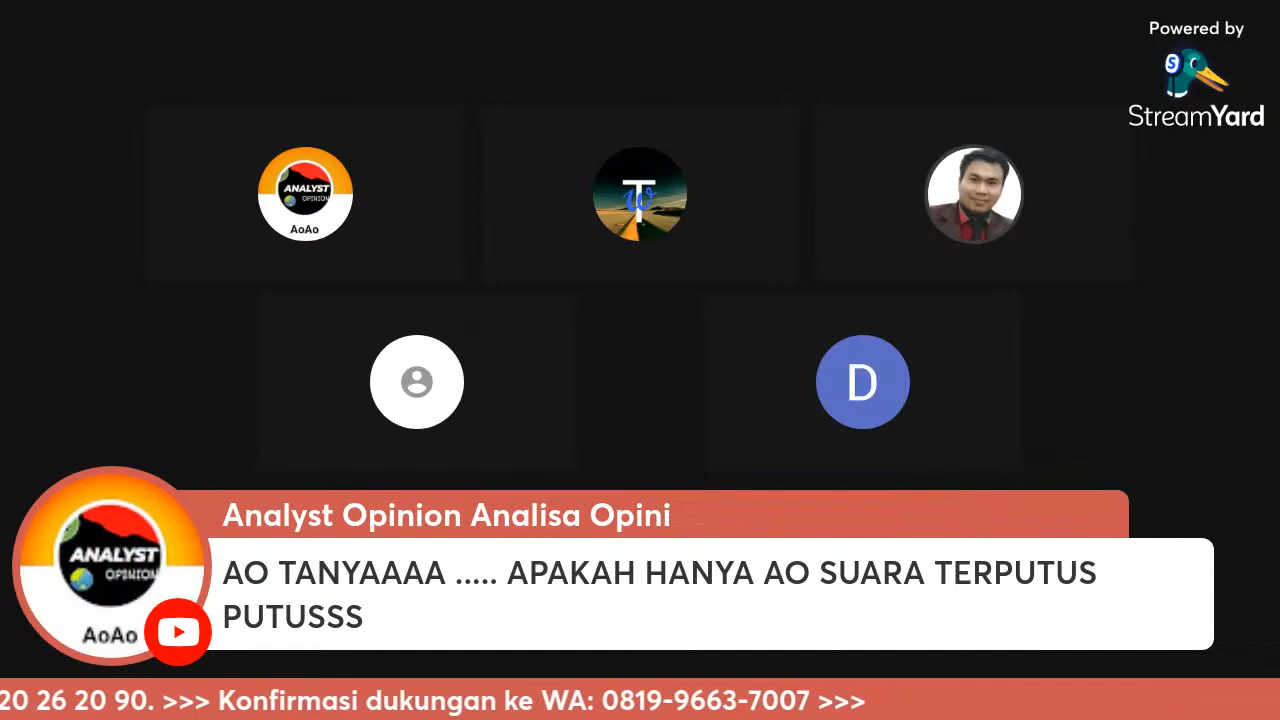 Powered by
S
StreamYard
ANALYST
OPINION
AoAo
T
w
D
Analyst Opinion Analisa Opini
AO TANYAAAA ..... APAKAH HANYA AO SUARA TERPUTUS
PUTUSSS
ANALYST
OPINION
AoAo
20 26 20 90. >>> Konfirmasi dukungan ke WA: 0819-9663-7007 >>>